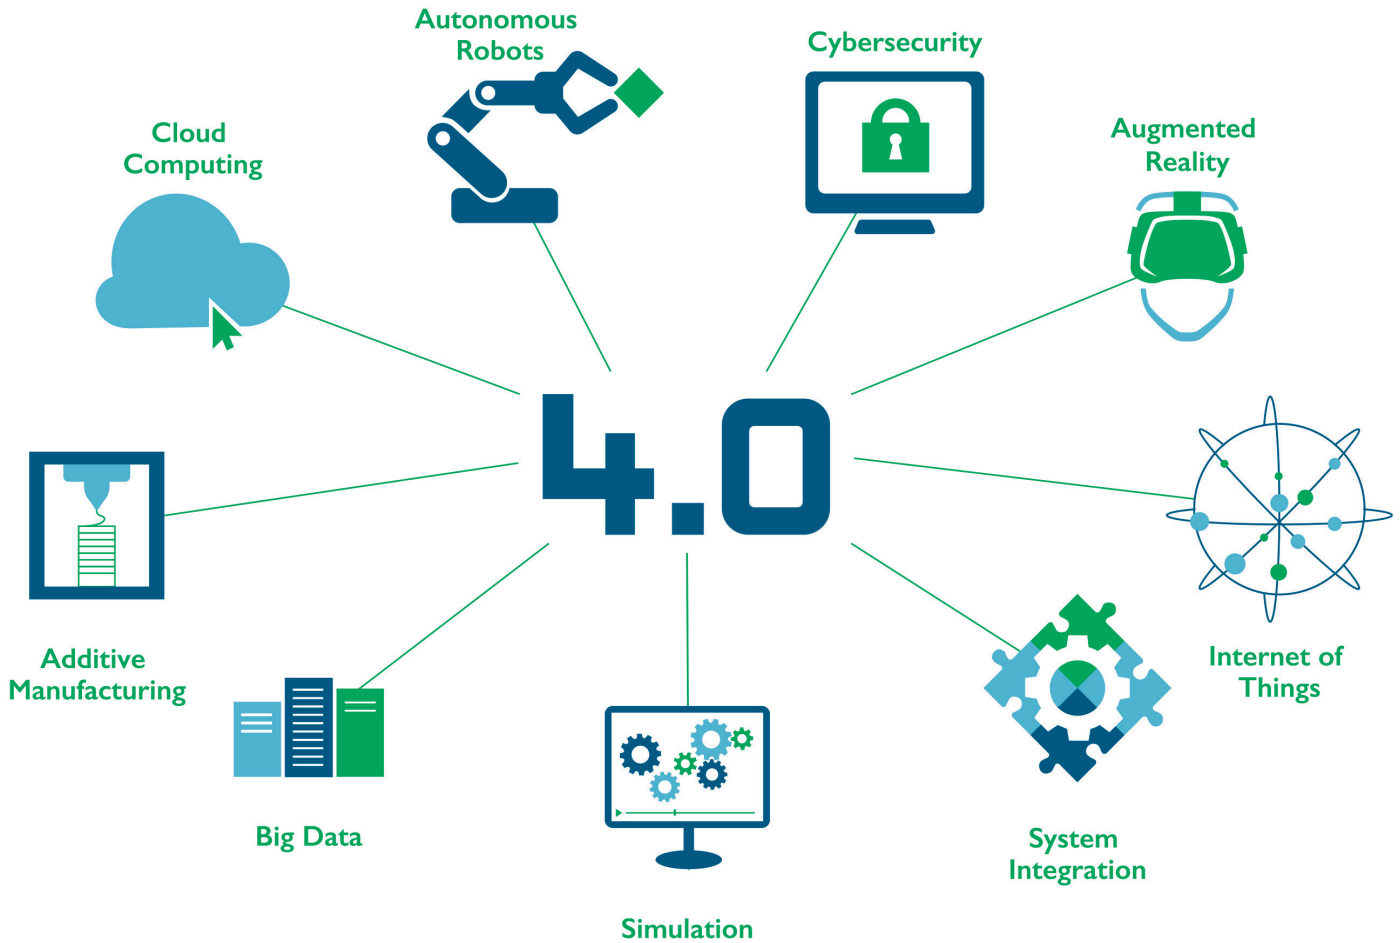 Autonomous
Robots
Cybersecurity
Cloud
Computing
Augmented
Reality
4.0
Additive
Manufacturing
Internet of
Things
Big Data
System
Integration
Simulation